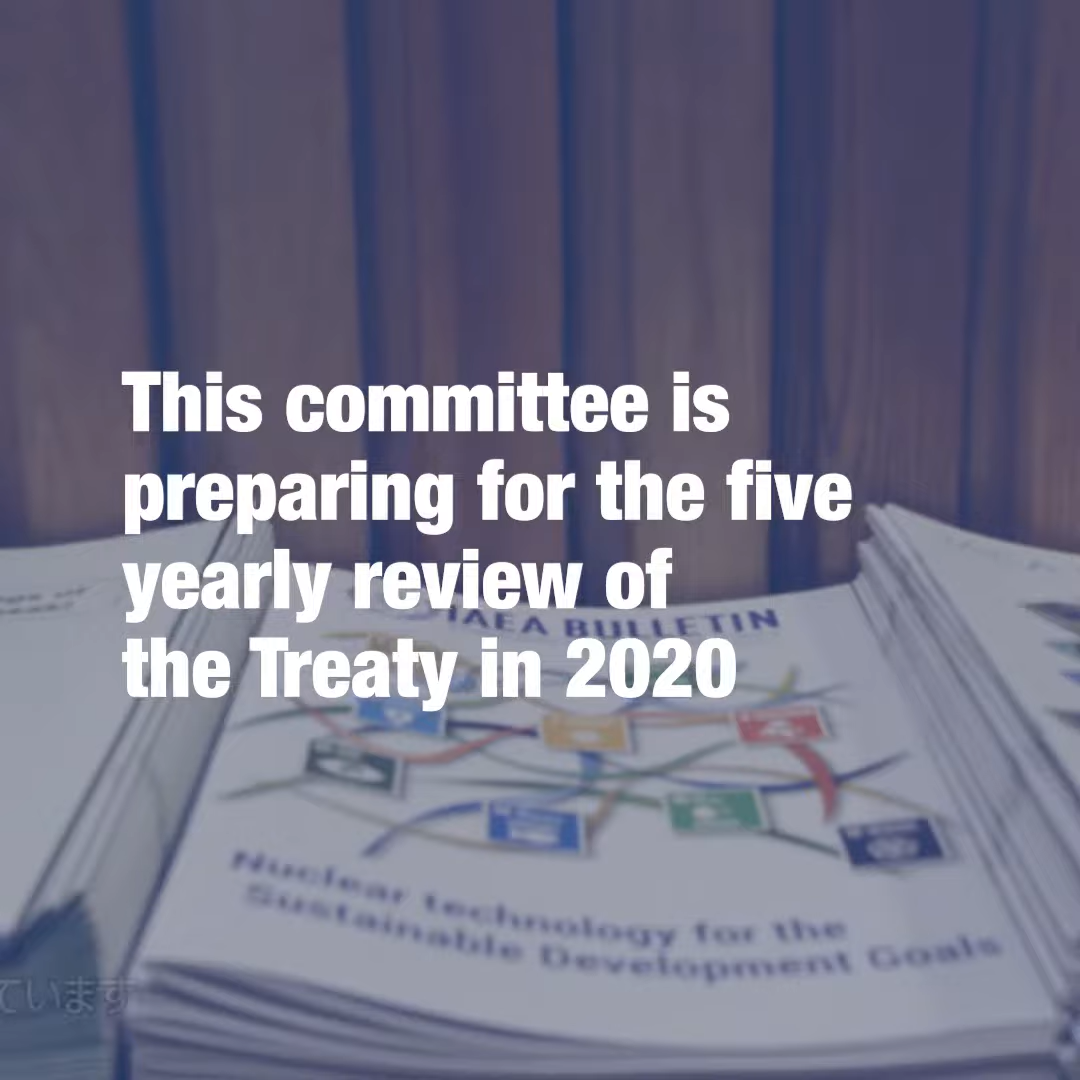 This committee is
preparing for the five
yearly review of
the Treaty in 2020
IAEA BULLETIN
Nuclear technology for the
Sustainable Development Goals
ています